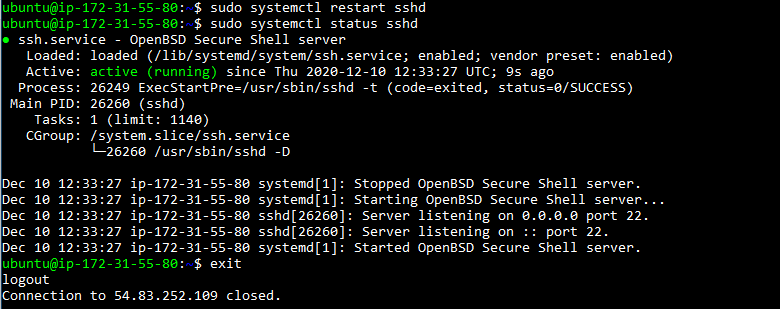 ubuntu@ip-172-31-55-80:~$ sudo systemctl restart sshd
ubuntu@ip-172-31-55-80:~$ sudo systemctl status sshd
● ssh.service - OpenBSD Secure Shell server
   Loaded: loaded (/lib/systemd/system/ssh.service; enabled; vendor preset: enabled)
   Active: active (running) since Thu 2020-12-10 12:33:27 UTC; 9s ago
  Process: 26249 ExecStartPre=/usr/sbin/sshd -t (code=exited, status=0/SUCCESS)
 Main PID: 26260 (sshd)
    Tasks: 1 (limit: 1140)
   CGroup: /system.slice/ssh.service
           └─26260 /usr/sbin/sshd -D
Dec 10 12:33:27 ip-172-31-55-80 systemd[1]: Stopped OpenBSD Secure Shell server.
Dec 10 12:33:27 ip-172-31-55-80 systemd[1]: Starting OpenBSD Secure Shell server...
Dec 10 12:33:27 ip-172-31-55-80 sshd[26260]: Server listening on 0.0.0.0 port 22.
Dec 10 12:33:27 ip-172-31-55-80 sshd[26260]: Server listening on :: port 22.
Dec 10 12:33:27 ip-172-31-55-80 systemd[1]: Started OpenBSD Secure Shell server.
ubuntu@ip-172-31-55-80:~$ exit
logout
Connection to 54.83.252.109 closed.